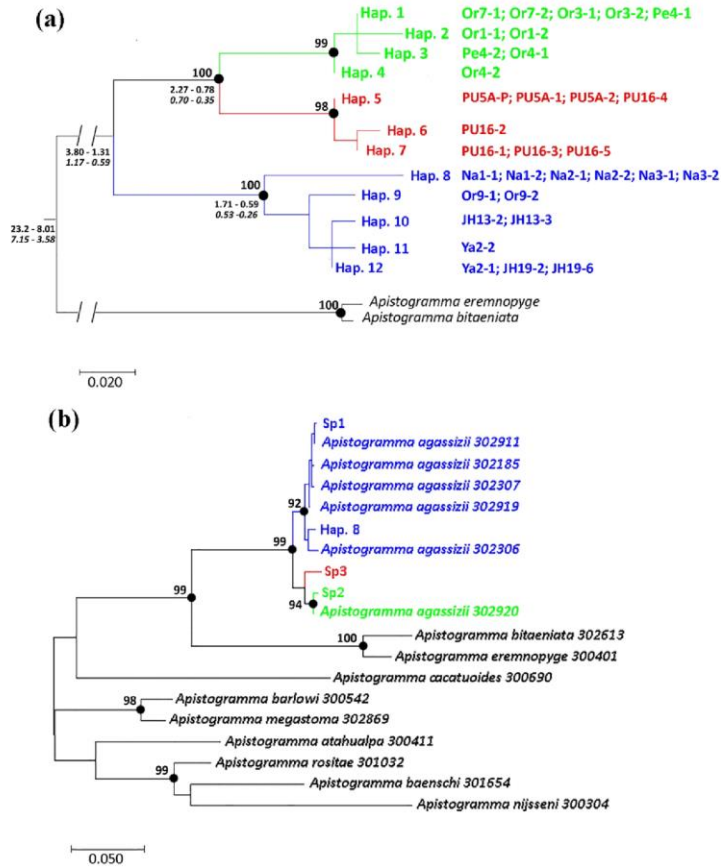 (a)
Hap. 1 Or7-1; Or7-2; Or3-1; Or3-2; Pe4-1
Hap. 2 Or1-1; Or1-2
99
Hap. 3 Pe4-2; Or4-1
Hap. 4 Or4-2
100
2.27 - 0.78
0.70 - 0.35
Hap. 5 PU5A-P; PU5A-1; PU5A-2; PU16-4
98
Hap. 6 PU16-2
Hap. 7 PU16-1; PU16-3; PU16-5
3.80 - 1.31
1.17 - 0.59
Hap. 8 Na1-1; Na1-2; Na2-1; Na2-2; Na3-1; Na3-2
100
Hap. 9 Or9-1; Or9-2
1.71 - 0.59
0.53 -0.26
Hap. 10 JH13-2; JH13-3
23.2 - 8.01
7.15 - 3.58
Hap. 11 Ya2-2
Hap. 12 Ya2-1; JH19-2; JH19-6
100
Apistogramma eremnopyge
Apistogramma bitaeniata
0.020
(b)
Sp1
Apistogramma agassizii 302911
Apistogramma agassizii 302185
Apistogramma agassizii 302307
92
Apistogramma agassizii 302919
Hap. 8
99
Apistogramma agassizii 302306
Sp3
99
Sp2
94
Apistogramma agassizii 302920
100
Apistogramma bitaeniata 302613
Apistogramma eremnopyge 300401
Apistogramma cacatuoides 300690
98
Apistogramma barlowi 300542
Apistogramma megastoma 302869
Apistogramma atahualpa 300411
99
Apistogramma rositae 301032
Apistogramma baenschi 301654
Apistogramma nijsseni 300304
0.050